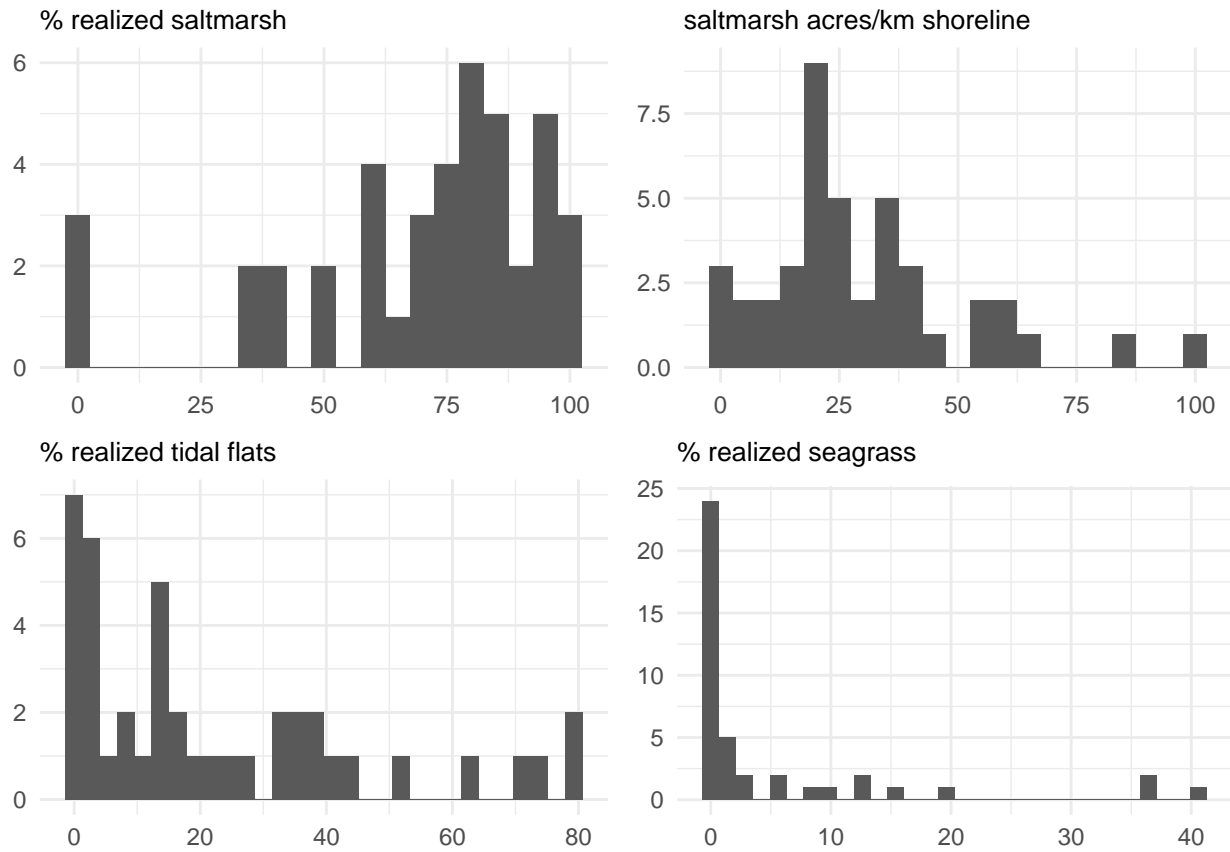 % realized saltmarsh
6
4
2
0
0 25 50 75 100
saltmarsh acres/km shoreline
7.5
5.0
2.5
0.0
0 25 50 75 100
% realized tidal flats
6
4
2
0
0 20 40 60 80
% realized seagrass
25
20
15
10
5
0
0 10 20 30 40